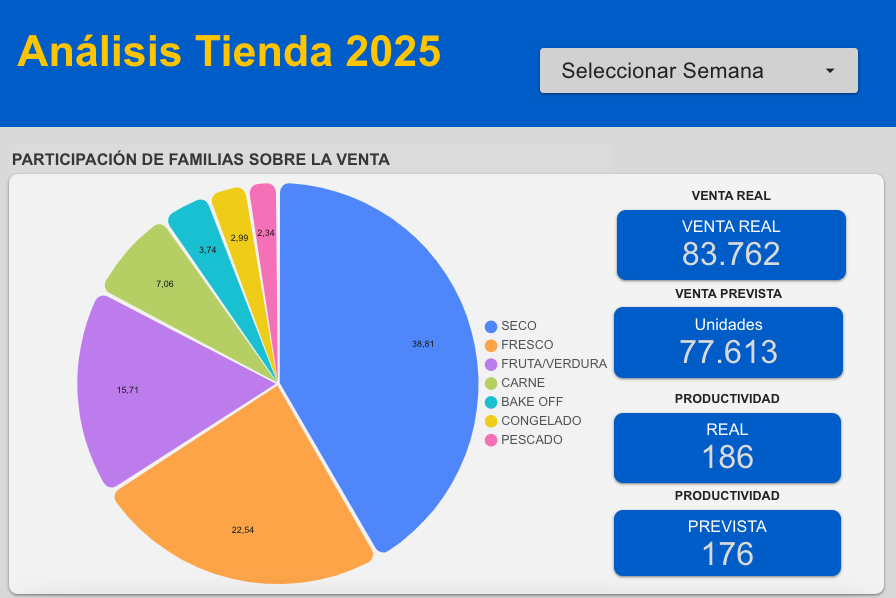 Análisis Tienda 2025
Seleccionar Semana
PARTICIPACIÓN DE FAMILIAS SOBRE LA VENTA
38,81
22,54
15,71
7,06
3,74
2,99
2,34
SECO
FRESCO
FRUTA/VERDURA
CARNE
BAKE OFF
CONGELADO
PESCADO
VENTA REAL
VENTA REAL
83.762
VENTA PREVISTA
Unidades
77.613
PRODUCTIVIDAD
REAL
186
PRODUCTIVIDAD
PREVISTA
176